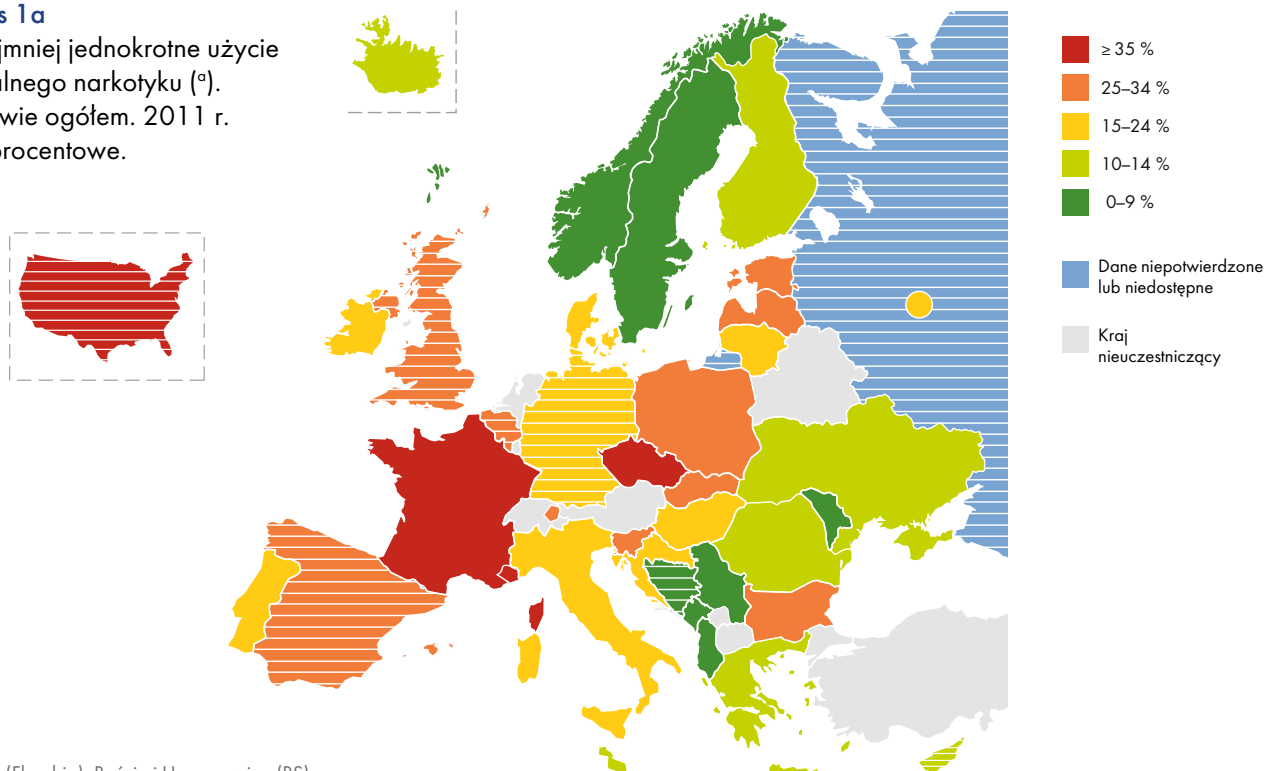 s 1a
jmniej jednokrotne użycie
alnego narkotyku (ᵃ).
wie ogółem. 2011 r.
procentowe.
≥ 35 %
25–34 %
15–24 %
10–14 %
0–9 %
Dane niepotwierdzone
lub niedostępne
Kraj
nieuczestniczący